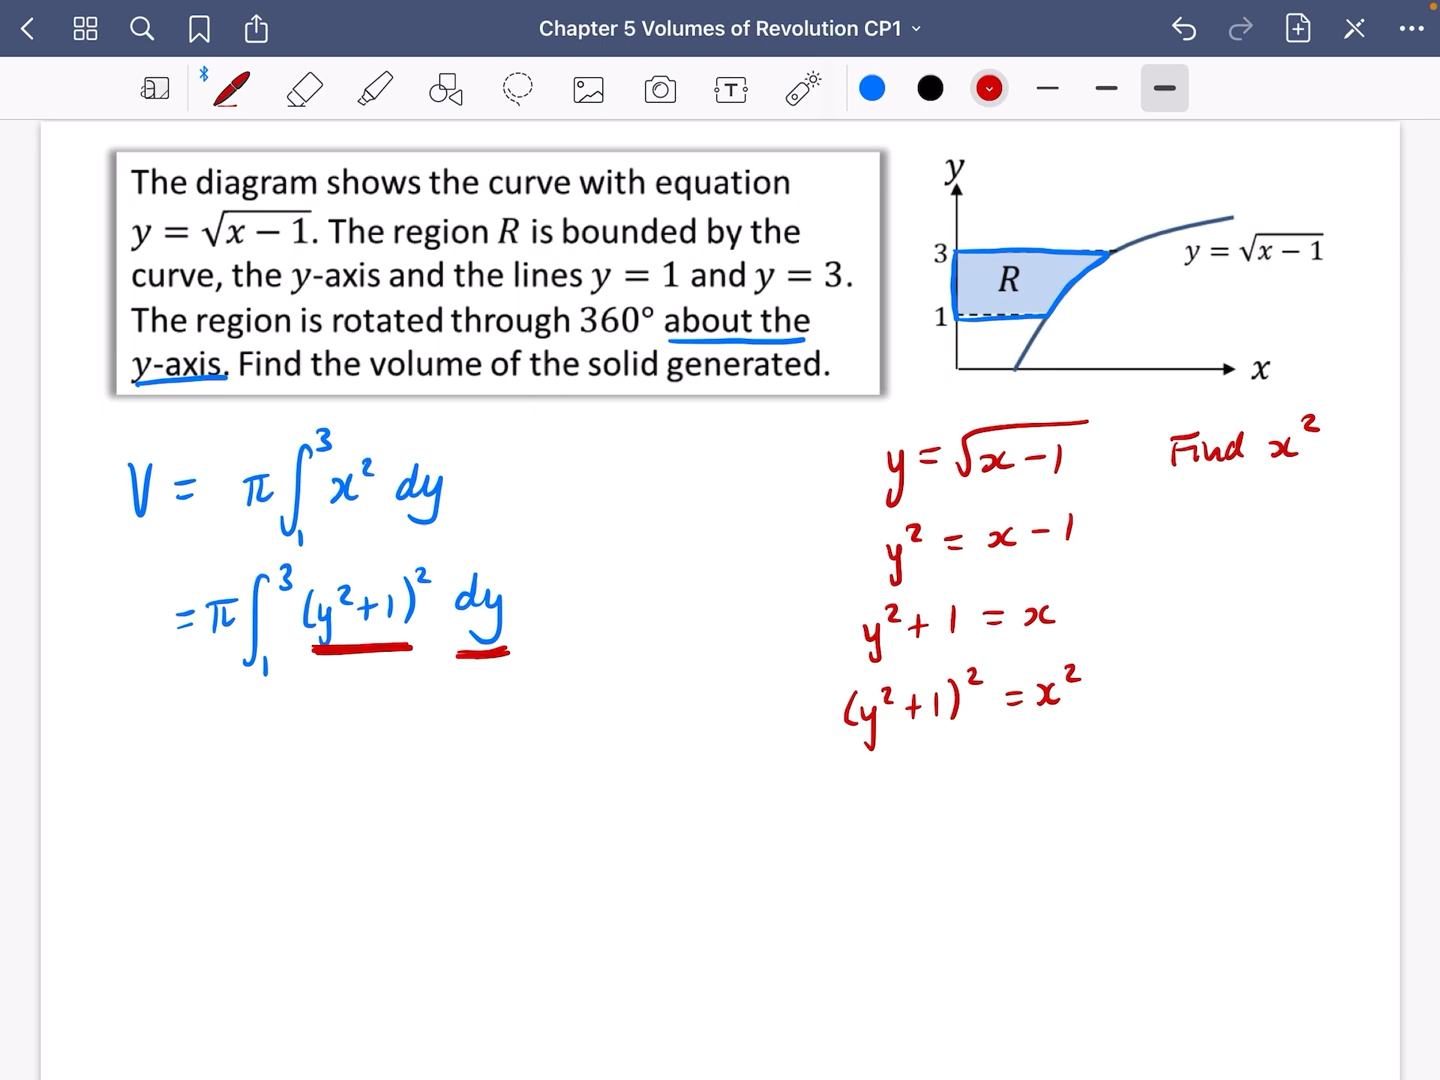 Chapter 5 Volumes of Revolution CP1
The diagram shows the curve with equation
y = √(x − 1). The region R is bounded by the
curve, the y-axis and the lines y = 1 and y = 3.
The region is rotated through 360° about the
y-axis. Find the volume of the solid generated.
y
3
R
y = √(x − 1)
1
x
V = π∫₁³ x² dy
= π∫₁³ (y²+1)² dy
y = √(x − 1) Find x²
y² = x − 1
y² + 1 = x
(y² + 1)² = x²